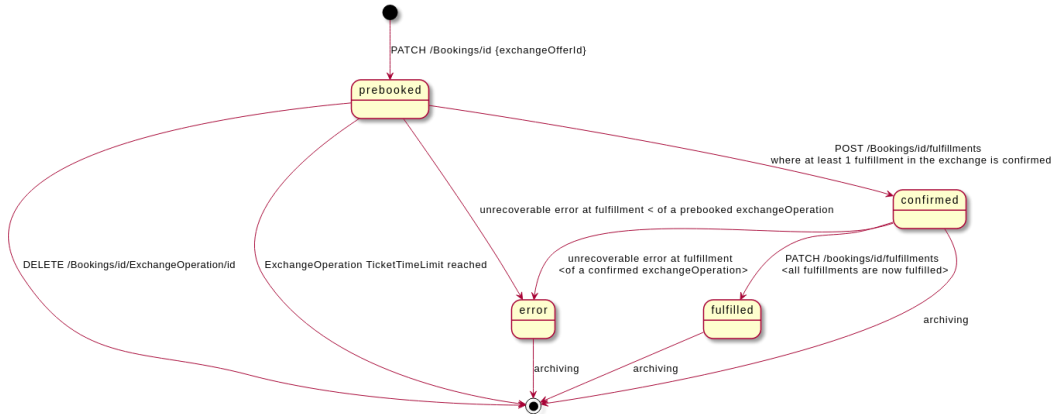 PATCH /Bookings/id {exchangeOfferId}
prebooked
POST /Bookings/id/fulfillments
where at least 1 fulfillment in the exchange is confirmed
confirmed
unrecoverable error at fulfillment < of a prebooked exchangeOperation
DELETE /Bookings/id/ExchangeOperation/id
ExchangeOperation TicketTimeLimit reached
unrecoverable error at fulfillment
<of a confirmed exchangeOperation>
PATCH /bookings/id/fulfillments
<all fulfillments are now fulfilled>
error
fulfilled
archiving
archiving
archiving